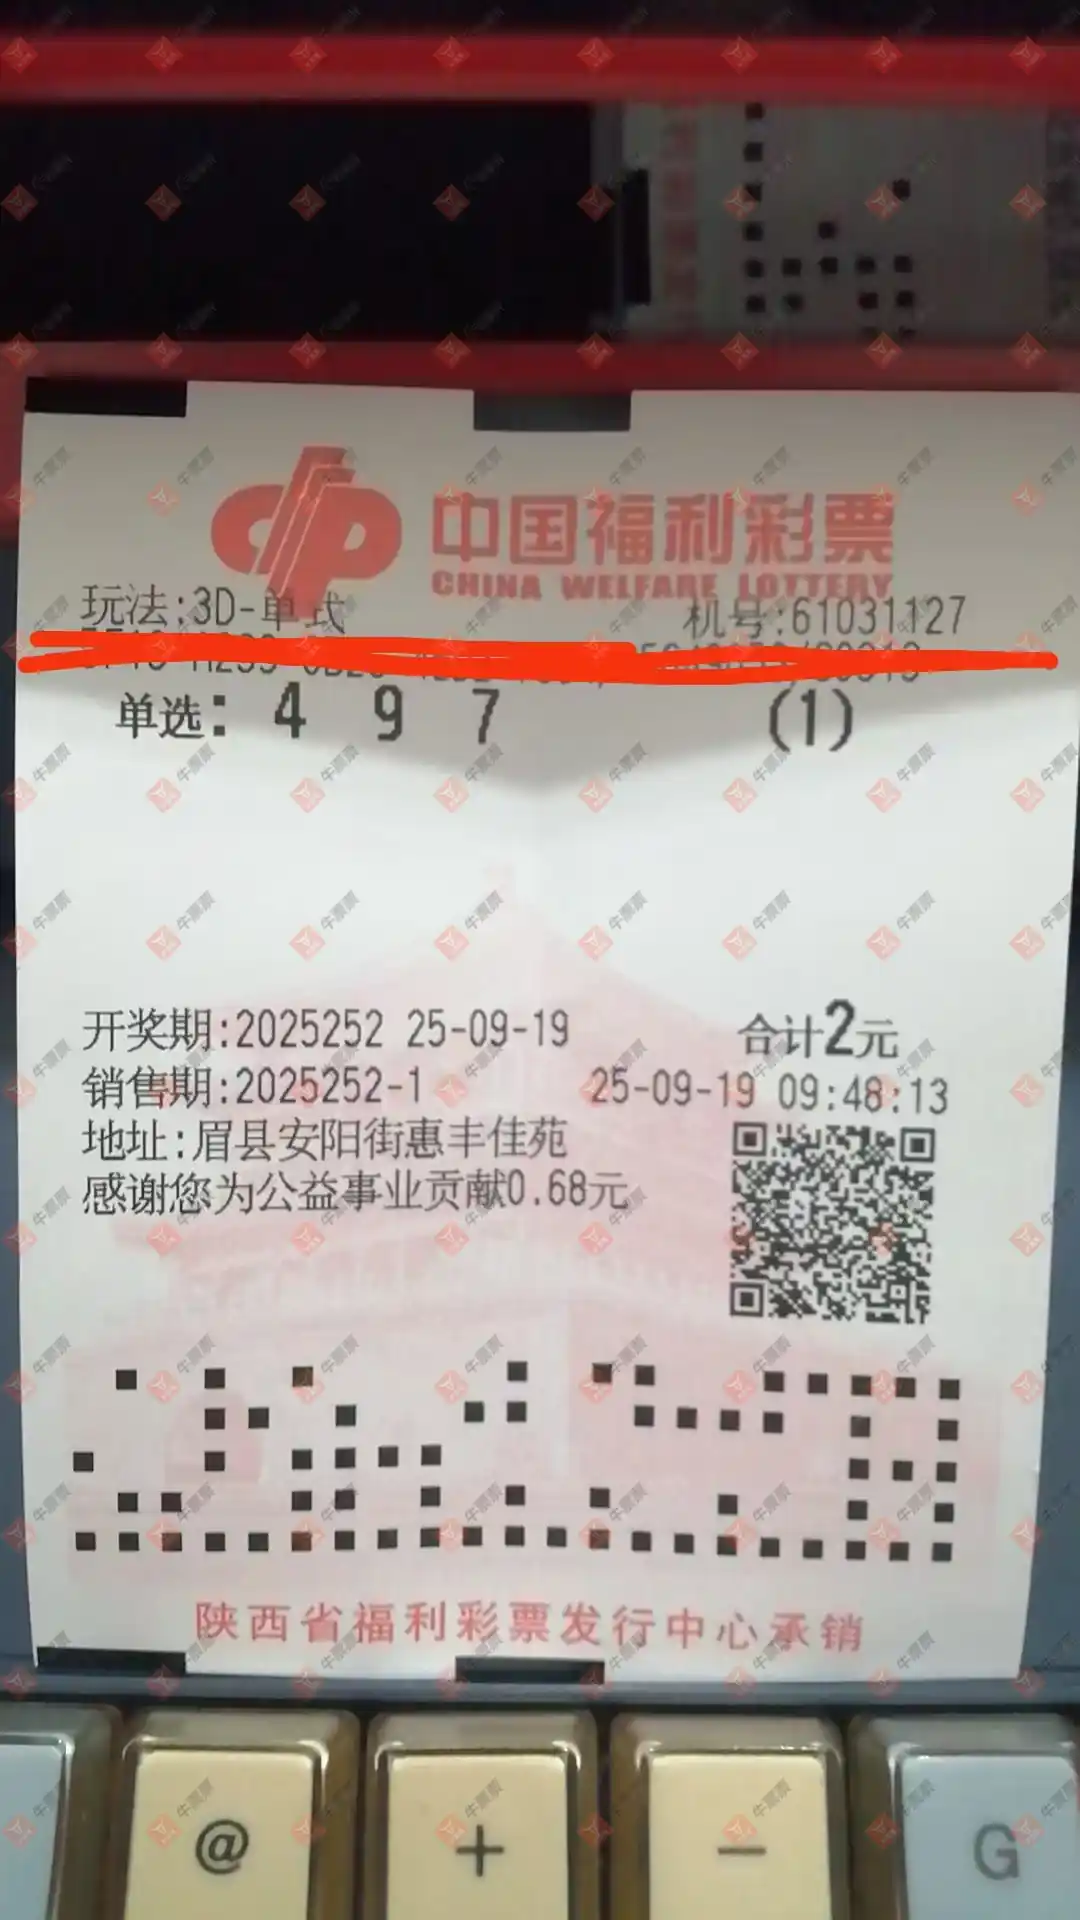 中国福利彩票
CHINA WELFARE LOTTERY
玩法:3D-单式 机号:61031127
单选: 4 9 7 (1)
开奖期:2025252 25-09-19 合计2元
销售期:2025252-1 25-09-19 09:48:13
地址:眉县安阳街惠丰佳苑
感谢您为公益事业贡献0.68元
陕西省福利彩票发行中心承销
@ + - G
牛票票